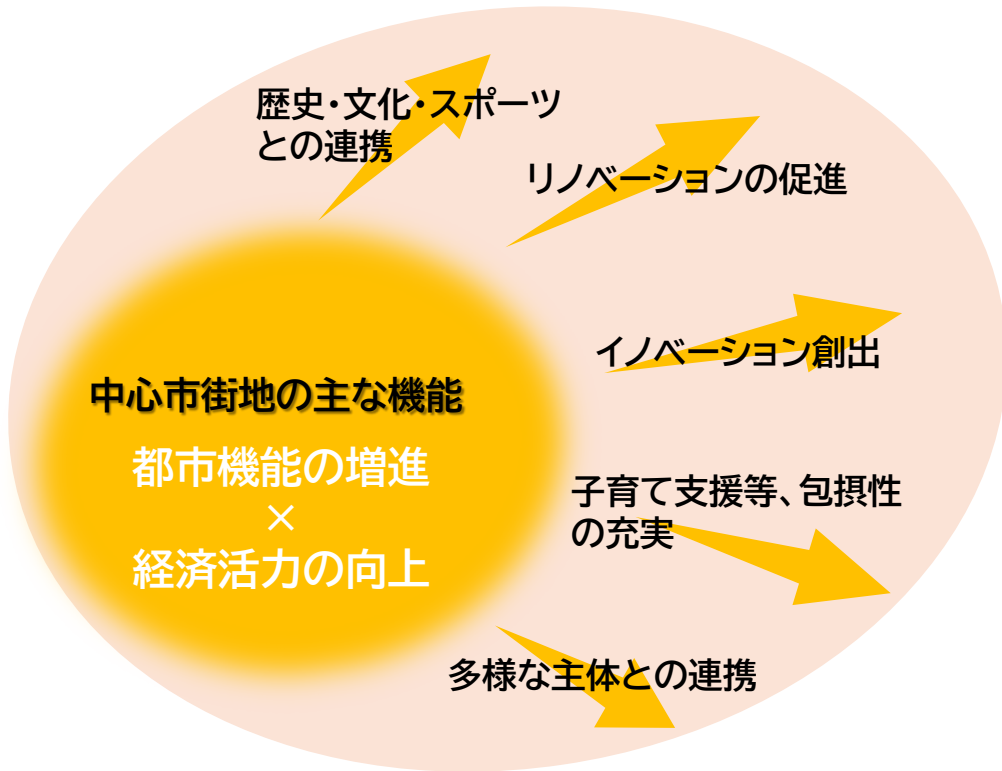 歴史・文化・スポーツ
との連携
リノベーションの促進
イノベーション創出
中心市街地の主な機能
都市機能の増進
×
経済活力の向上
子育て支援等、包摂性
の充実
多様な主体との連携